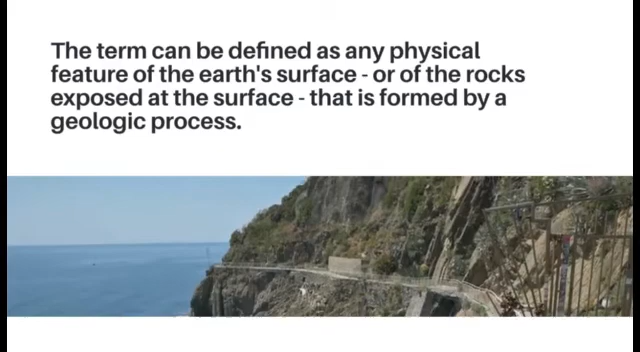 The term can be defined as any physical
feature of the earth's surface - or of the rocks
exposed at the surface - that is formed by a
geologic process.